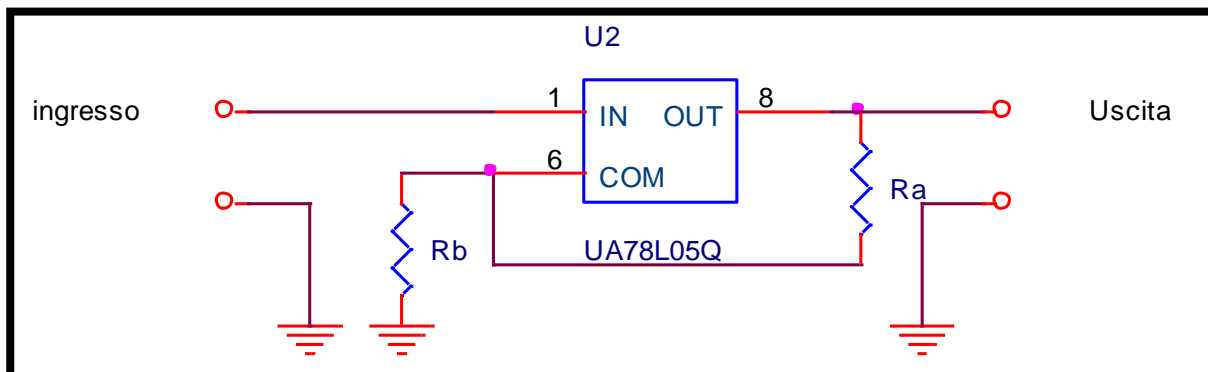 U2
ingresso
1
IN
OUT
8
Uscita
6
COM
Ra
Rb
UA78L05Q